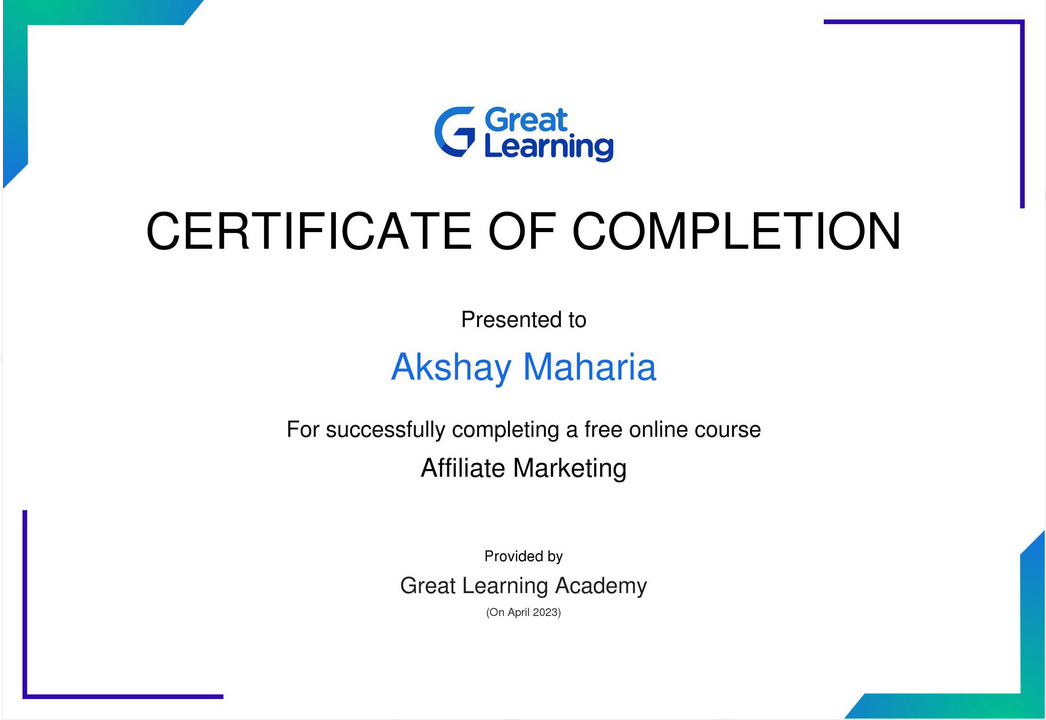 Great
Learning
CERTIFICATE OF COMPLETION
Presented to
Akshay Maharia
For successfully completing a free online course
Affiliate Marketing
Provided by
Great Learning Academy
(On April 2023)